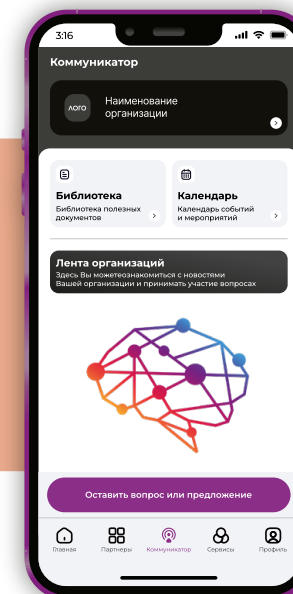 3:16
Коммуникатор
ЛОГО
Наименование
организации
Библиотека
Библиотека полезных
документов
Календарь
Календарь событий
и мероприятий
Лента организаций
Здесь Вы можетеознакомиться с новостями
Вашей организации и принимать участие вопросах
Оставить вопрос или предложение
Главная
Партнеры
Коммуникатор
Сервисы
Профиль